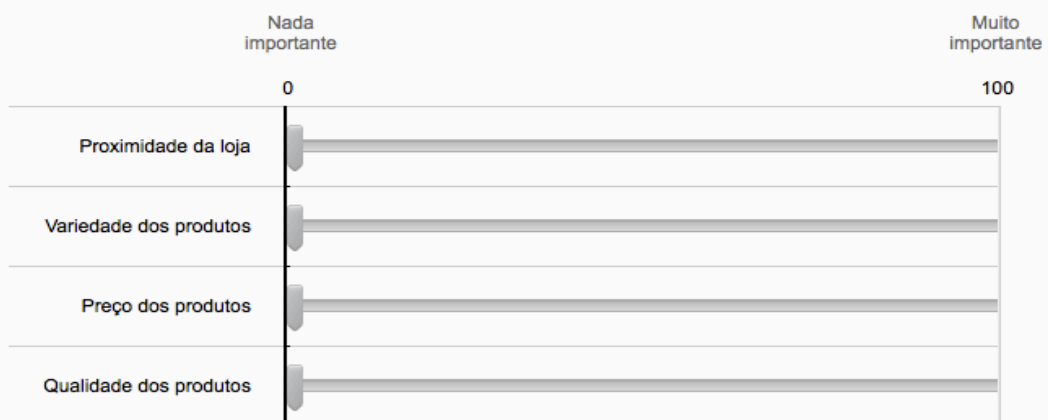 Nada
importante
Muito
importante
0
100
Proximidade da loja
Variedade dos produtos
Preço dos produtos
Qualidade dos produtos